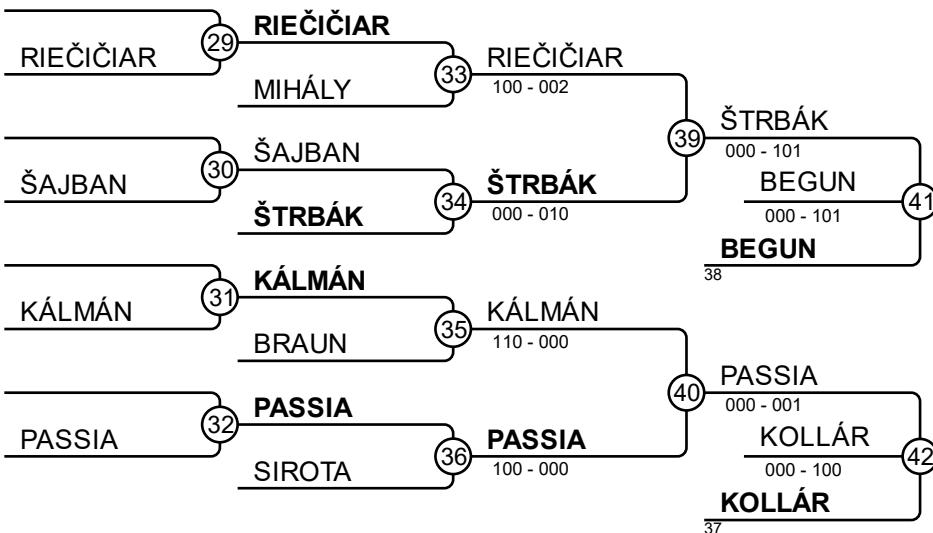 RIEČIČIAR
29
RIEČIČIAR
MIHÁLY
33
RIEČIČIAR
100 - 002
ŠAJBAN
30
ŠAJBAN
ŠTRBÁK
34
ŠTRBÁK
000 - 010
39
ŠTRBÁK
000 - 101
BEGUN
000 - 101
41
BEGUN
38
KÁLMÁN
31
KÁLMÁN
BRAUN
35
KÁLMÁN
110 - 000
PASSIA
32
PASSIA
SIROTA
36
PASSIA
100 - 000
40
PASSIA
000 - 001
KOLLÁR
000 - 100
42
KOLLÁR
37